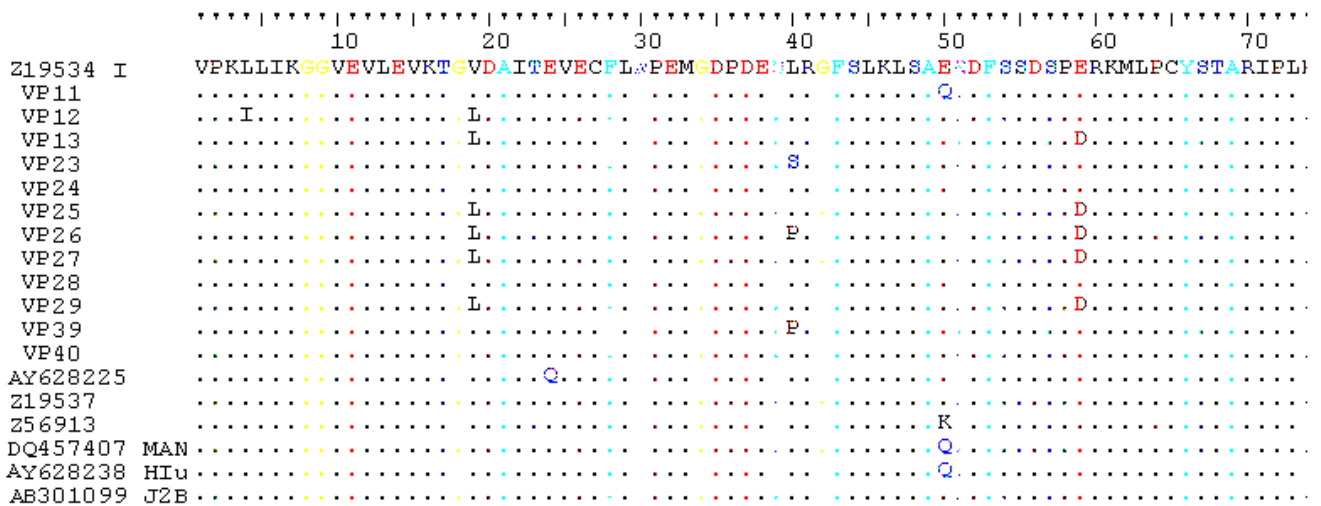 10 20 30 40 50 60 70
Z19534 I VPKLLIKGGVEVLEVKTGVDAITEVECFLNPEMGDPDENLRGFSLKLSAENDFSSDSPERKMLPCYSTARIPL
VP11 .................................................Q........................
VP12 ...I..............L.......................................................
VP13 ..................L.......................................D...............
VP23 .......................................S..................................
VP24 ..........................................................................
VP25 ..................L.......................................D...............
VP26 ..................L....................P..................D...............
VP27 ..................L.......................................D...............
VP28 ..........................................................................
VP29 ..................L.......................................D...............
VP39 .......................................P..................................
VP40 ..........................................................................
AY628225 .......................Q..................................................
Z19537 ..........................................................................
Z56913 .................................................K........................
DQ457407 MAN .................................................Q........................
AY628238 HIu .................................................Q........................
AB301099 J2B ..........................................................................